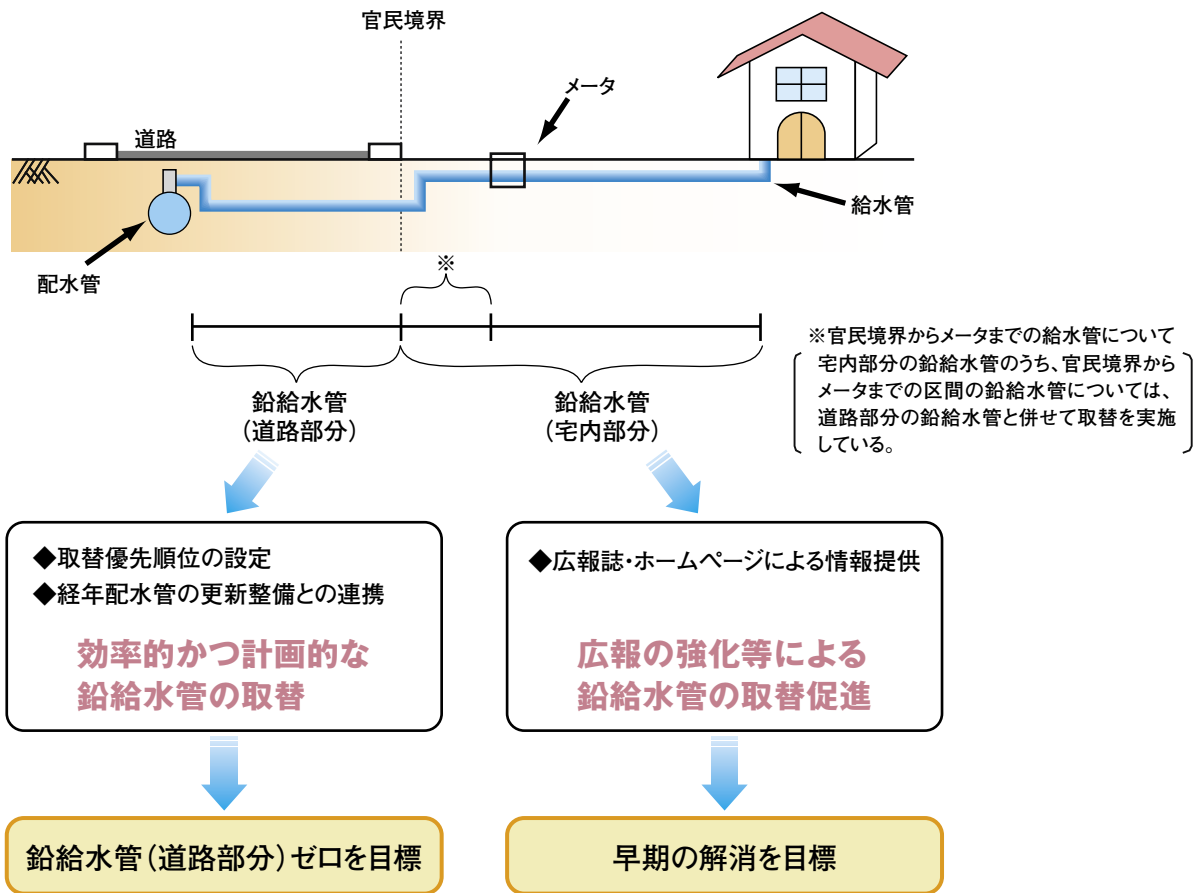 官民境界
メータ
道路
給水管
配水管
※
※官民境界からメータまでの給水管について
宅内部分の鉛給水管のうち、官民境界から
メータまでの区間の鉛給水管については、
道路部分の鉛給水管と併せて取替を実施
している。
鉛給水管
（道路部分）
鉛給水管
（宅内部分）
◆取替優先順位の設定
◆経年配水管の更新整備との連携
効率的かつ計画的な
鉛給水管の取替
◆広報誌・ホームページによる情報提供
広報の強化等による
鉛給水管の取替促進
鉛給水管（道路部分）ゼロを目標
早期の解消を目標